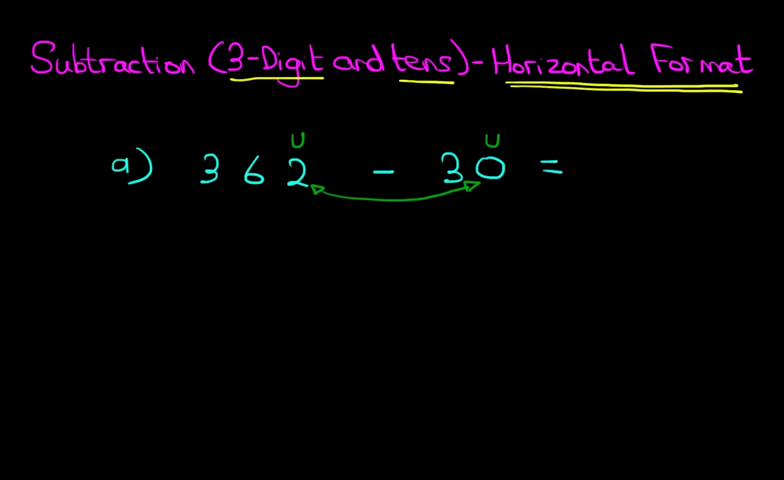 Subtraction (3-Digit and tens) - Horizontal Format
U U
a) 3 6 2 - 3 0 =